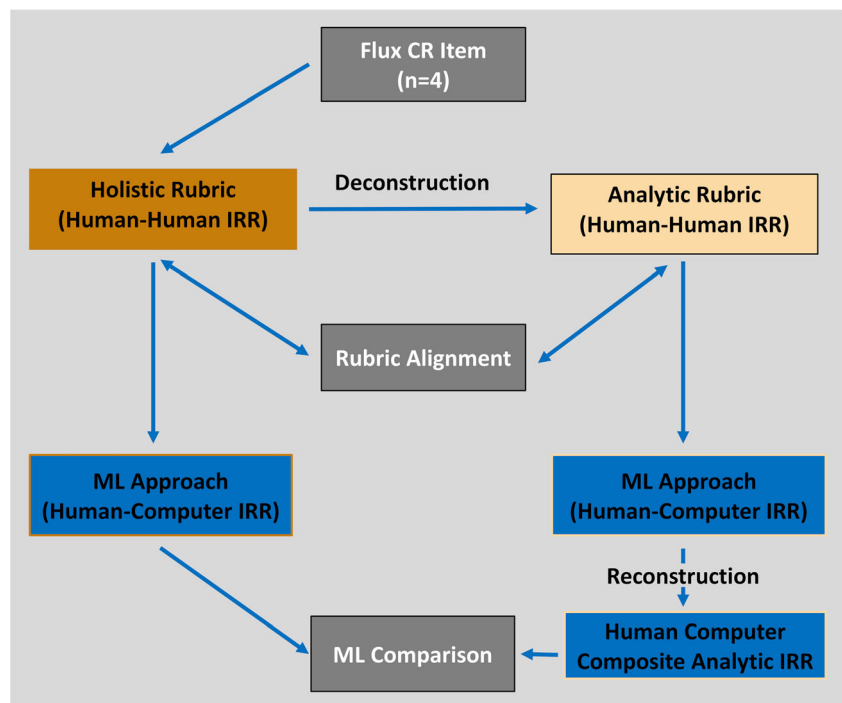 Flux CR Item
(n=4)
Holistic Rubric
(Human-Human IRR)
Deconstruction
Analytic Rubric
(Human-Human IRR)
Rubric Alignment
ML Approach
(Human-Computer IRR)
ML Approach
(Human-Computer IRR)
Reconstruction
ML Comparison
Human Computer
Composite Analytic IRR